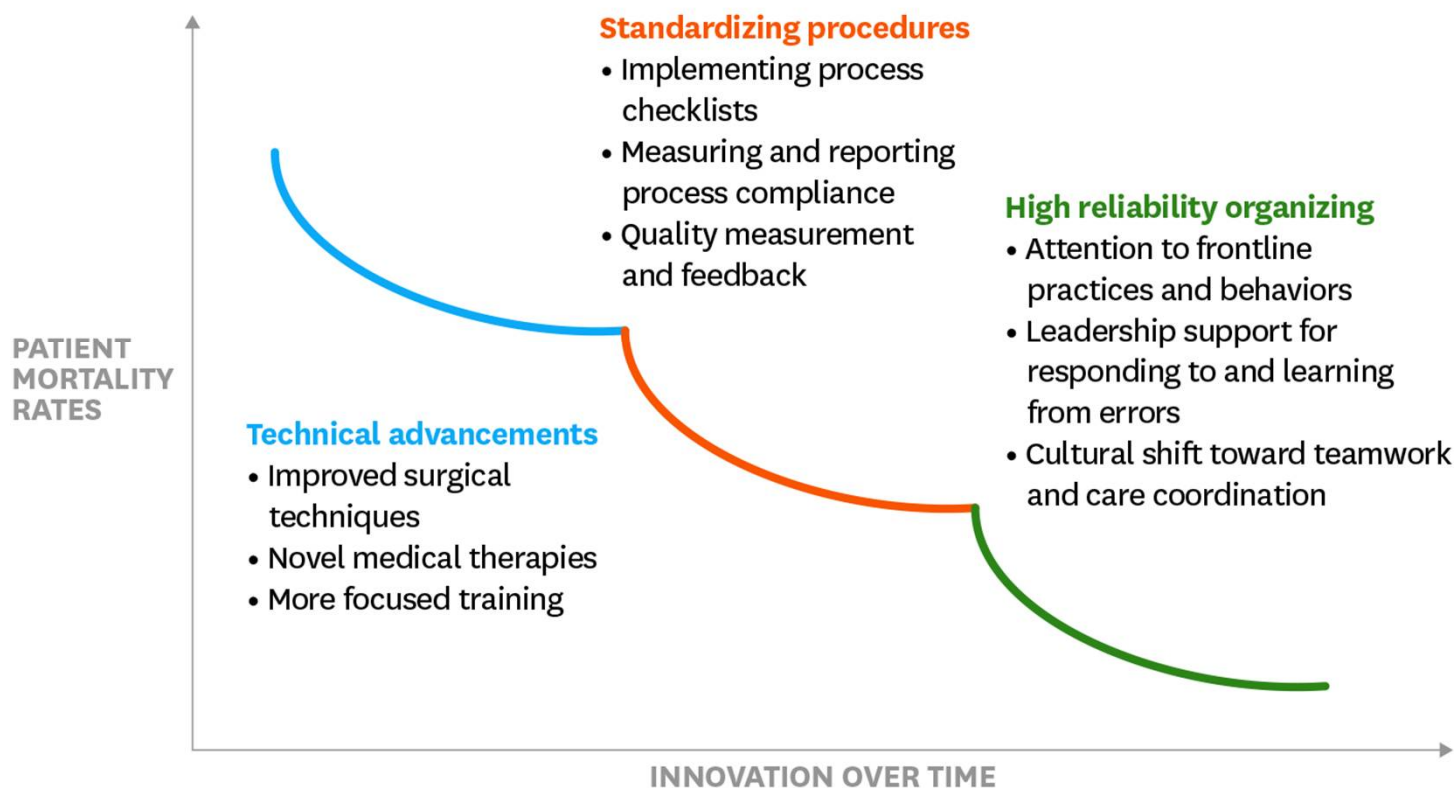 Standardizing procedures
• Implementing process
checklists
• Measuring and reporting
process compliance
• Quality measurement
and feedback
High reliability organizing
• Attention to frontline
practices and behaviors
• Leadership support for
responding to and learning
from errors
• Cultural shift toward teamwork
and care coordination
PATIENT
MORTALITY
RATES
Technical advancements
• Improved surgical
techniques
• Novel medical therapies
• More focused training
INNOVATION OVER TIME